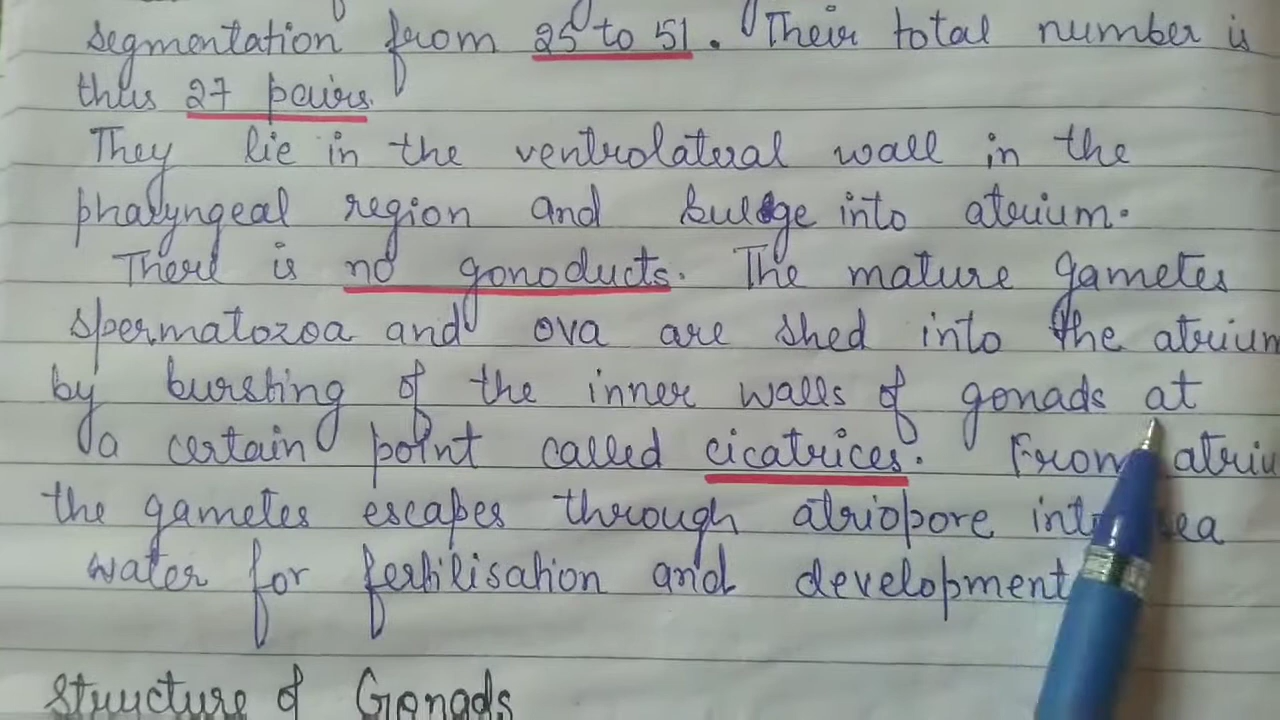 segmentation from 25 to 51. Their total number is
thus 27 pairs.
They lie in the ventrolateral wall in the
pharyngeal region and bulge into atrium.
There is no gonoducts. The mature gametes
spermatozoa and ova are shed into the atrium
by bursting of the inner walls of gonads at
a certain point called cicatrices. From atriu
the gametes escapes through atriopore into sea
water for fertilisation and development
Structure of Gonads